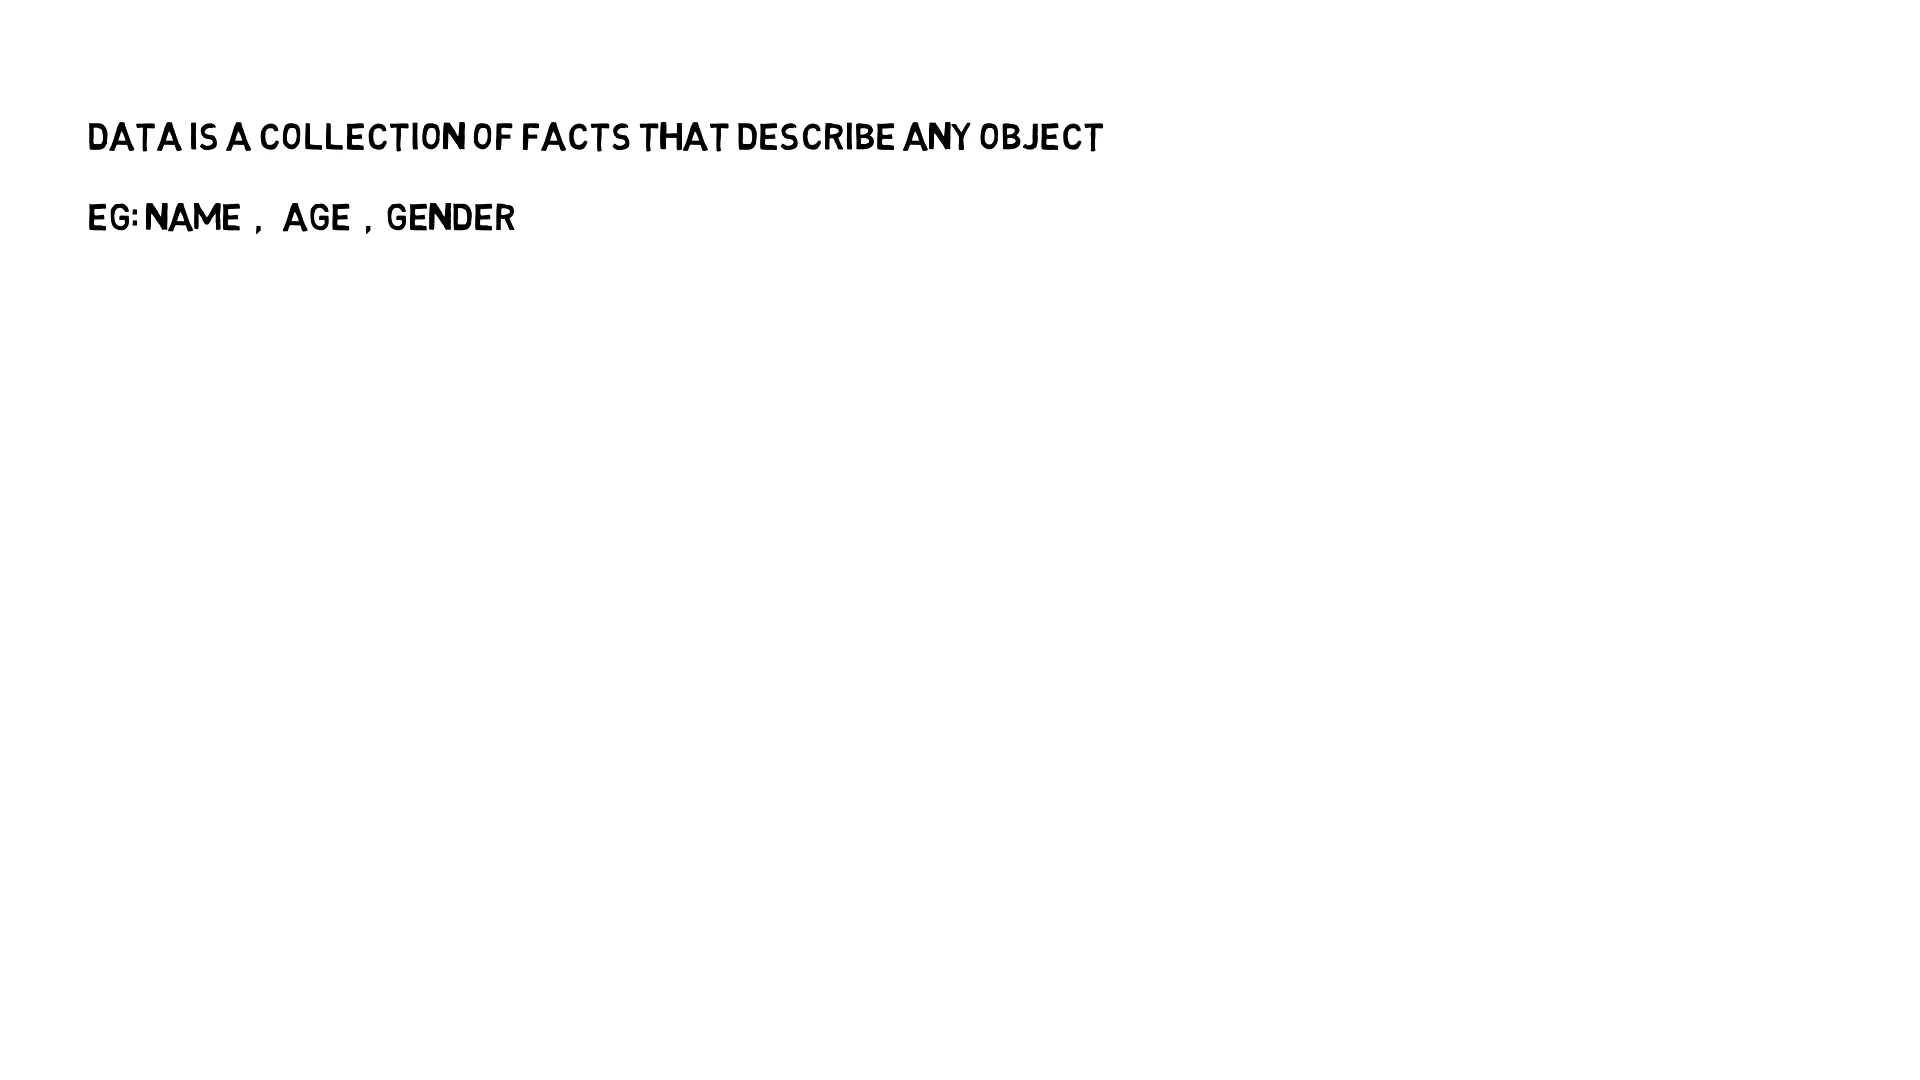 DATA IS A COLLECTION OF FACTS THAT DESCRIBE ANY OBJECT
EG: NAME , AGE , GENDER